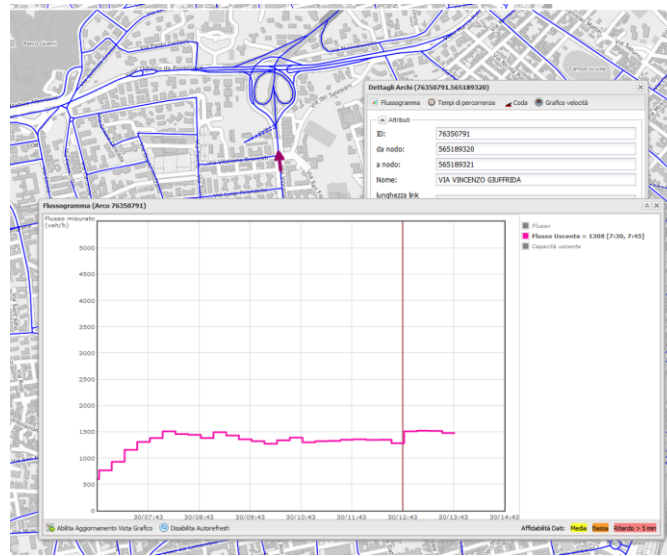 Parco Gioeni
Dettagli Archi (76350791.565189320)
Flussogramma
Tempi di percorrenza
Coda
Grafico velocità
Attributi
ID:
76350791
da nodo:
565189320
a nodo:
565189321
Nome:
VIA VINCENZO GIUFFRIDA
lunghezza link
Flussogramma (Arco 76350791)
Flusso misurato
(veh/h)
5000
4500
4000
3500
3000
2500
2000
1500
1000
500
0
30/07:43
30/08:43
30/09:43
30/10:43
30/11:43
30/12:43
30/13:43
30/14:43
Flusso
Flusso Uscente = 1308 [7:30, 7:45]
Capacità uscente
Abilita Aggiornamento Vista Grafico
Disabilita Autorefresh
Affidabilità Dati:
Media
Bassa
Ritardo > 5 min